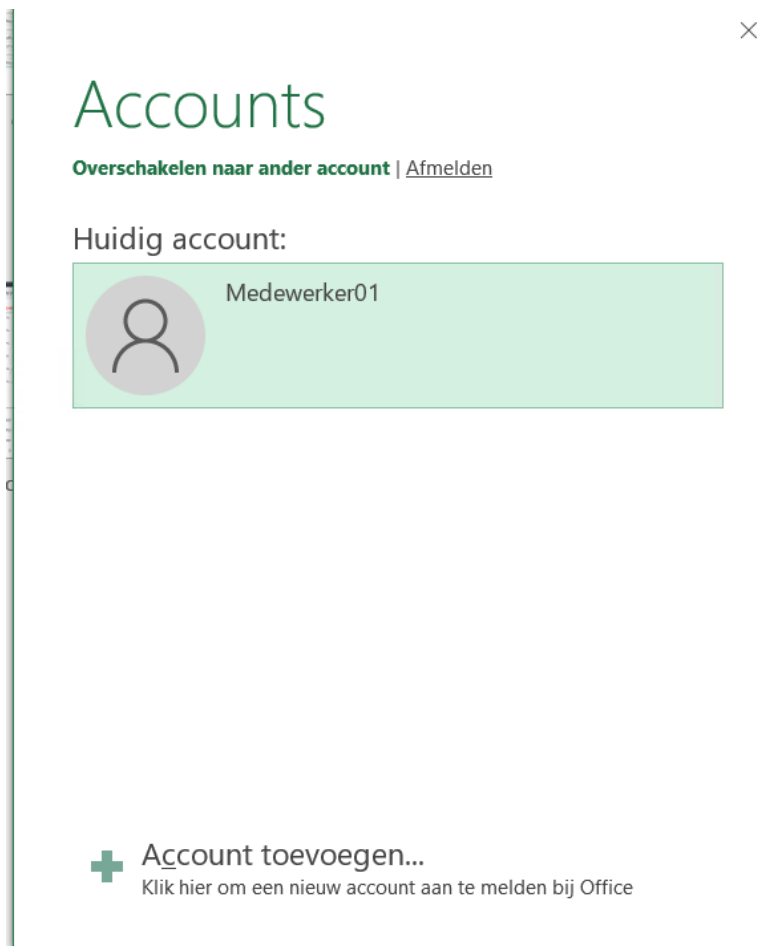 Accounts
Overschakelen naar ander account | Afmelden
Huidig account:
Medewerker01
Account toevoegen...
Klik hier om een nieuw account aan te melden bij Office